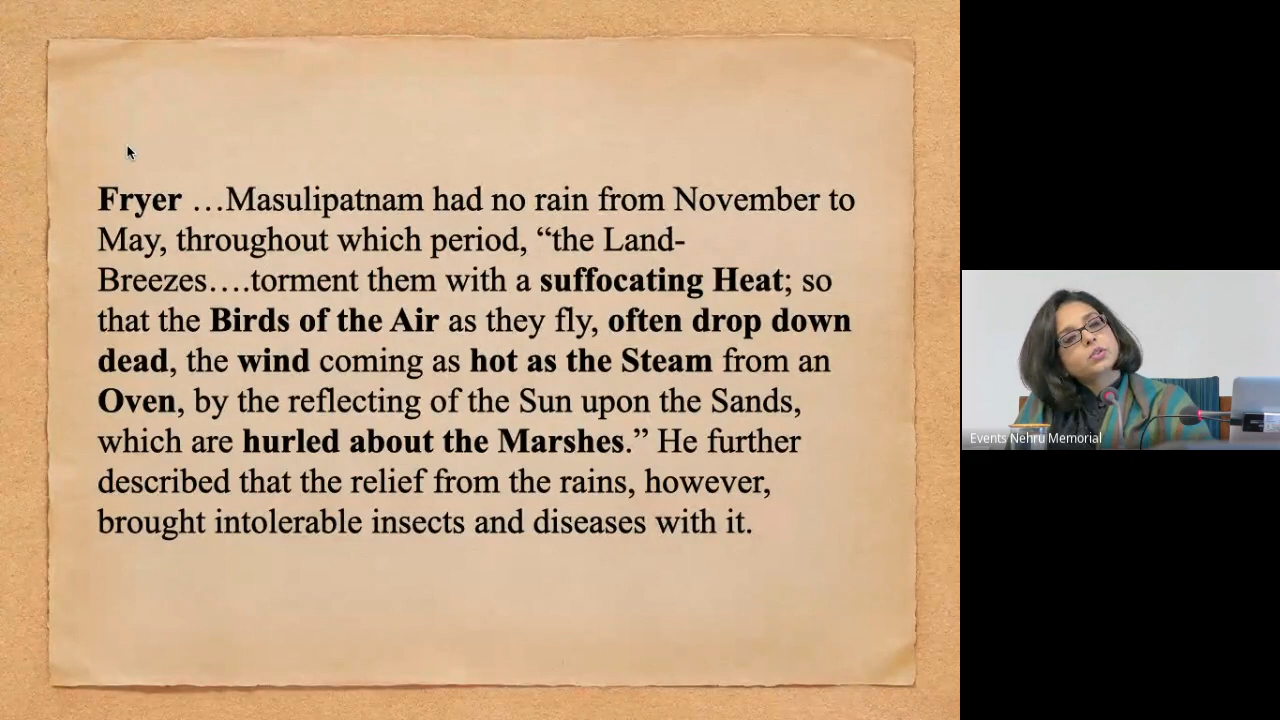 Fryer …Masulipatnam had no rain from November to
May, throughout which period, “the Land-
Breezes….torment them with a suffocating Heat; so
that the Birds of the Air as they fly, often drop down
dead, the wind coming as hot as the Steam from an
Oven, by the reflecting of the Sun upon the Sands,
which are hurled about the Marshes.” He further
described that the relief from the rains, however,
brought intolerable insects and diseases with it.
Events Nehru Memorial